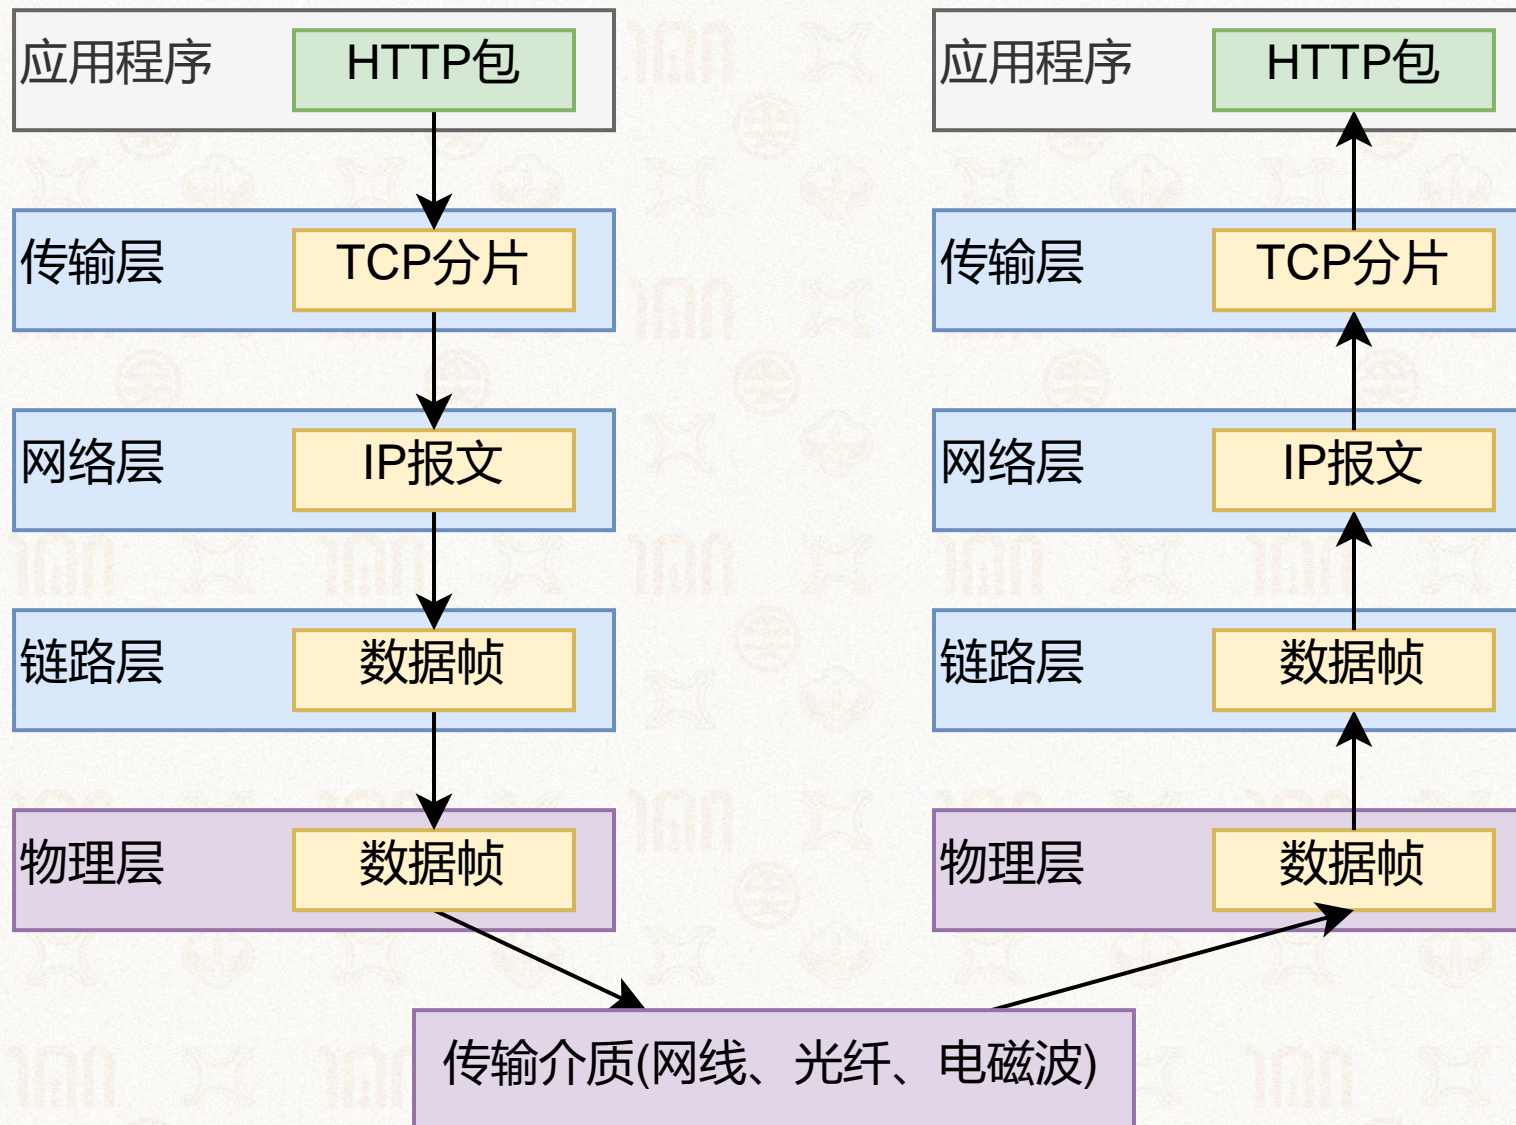 应用程序
HTTP包
传输层
TCP分片
网络层
IP报文
链路层
数据帧
物理层
数据帧
应用程序
HTTP包
传输层
TCP分片
网络层
IP报文
链路层
数据帧
物理层
数据帧
传输介质(网线、光纤、电磁波)